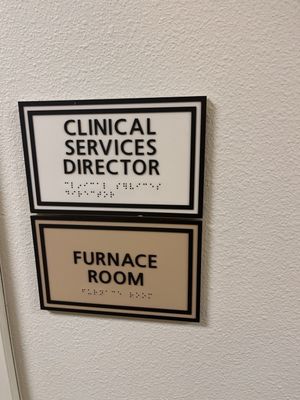 CLINICAL
SERVICES
DIRECTOR
FURNACE
ROOM